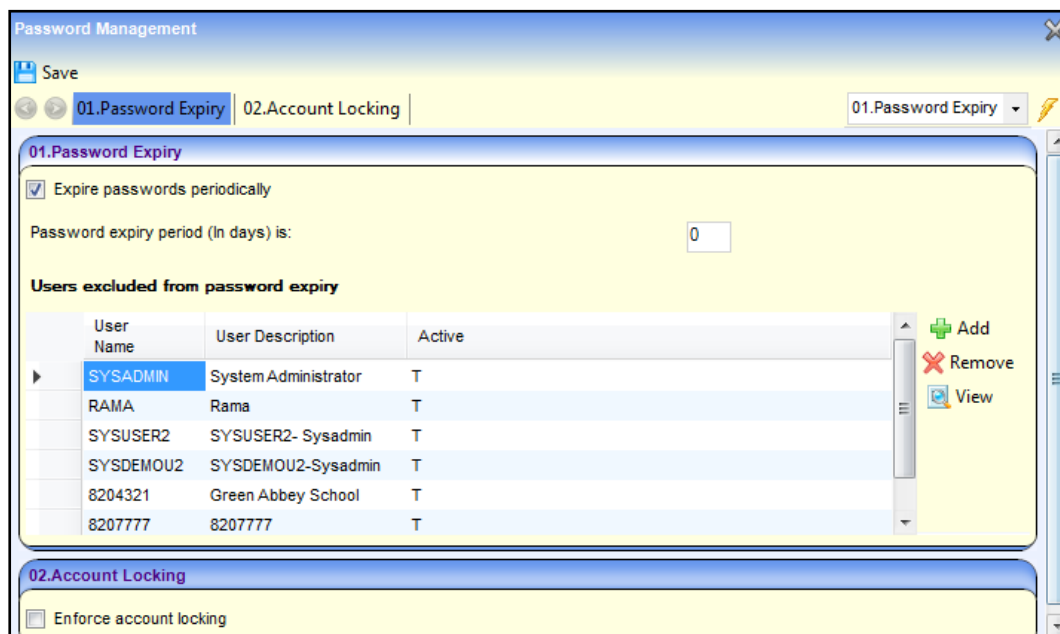 Password Management
Save
01.Password Expiry 02.Account Locking 01.Password Expiry
01.Password Expiry
Expire passwords periodically
Password expiry period (In days) is: 0
Users excluded from password expiry
User Name User Description Active
SYSADMIN System Administrator T
RAMA Rama T
SYSUSER2 SYSUSER2- Sysadmin T
SYSDEMOU2 SYSDEMOU2-Sysadmin T
8204321 Green Abbey School T
8207777 8207777 T
Add
Remove
View
02.Account Locking
Enforce account locking